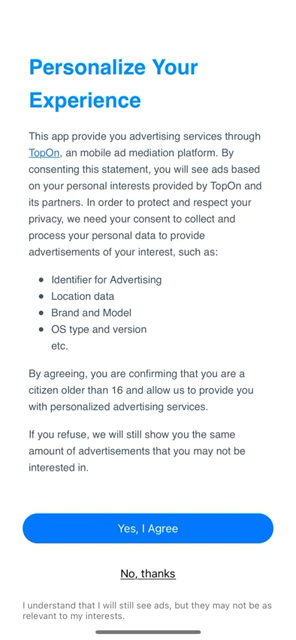 Personalize Your
Experience
This app provide you advertising services through
TopOn, an mobile ad mediation platform. By
consenting this statement, you will see ads based
on your personal interests provided by TopOn and
its partners. In order to protect and respect your
privacy, we need your consent to collect and
process your personal data to provide
advertisements of your interest, such as:
Identifier for Advertising
Location data
Brand and Model
OS type and version
etc.
By agreeing, you are confirming that you are a
citizen older than 16 and allow us to provide you
with personalized advertising services.
If you refuse, we will still show you the same
amount of advertisements that you may not be
interested in.
Yes, I Agree
No, thanks
I understand that I will still see ads, but they may not be as
relevant to my interests.